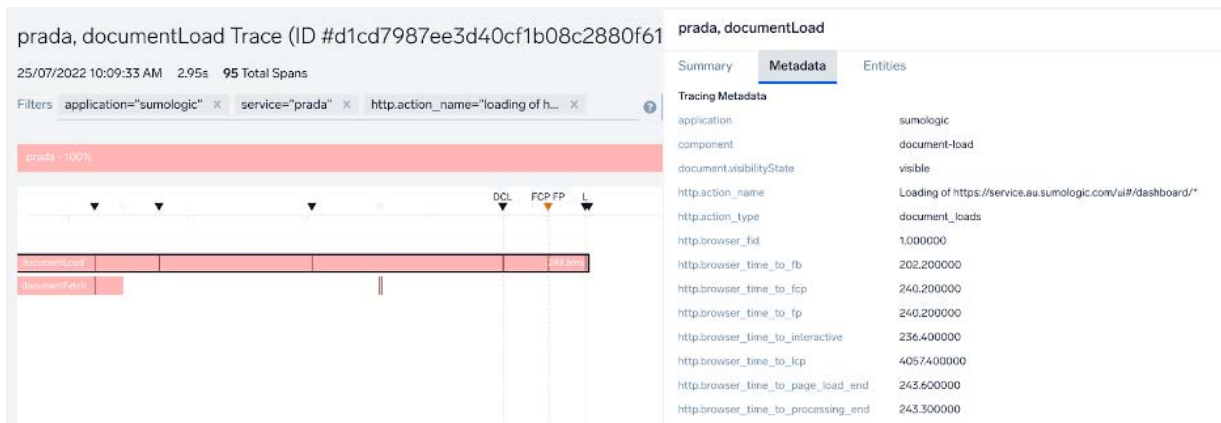 prada, documentLoad Trace (ID #d1cd7987ee3d40cf1b08c2880f61
25/07/2022 10:09:33 AM 2.95s 95 Total Spans
Filters application="sumologic" × service="prada" × http.action_name="loading of h... ×
prada - 100%
DCL FCP FP L
documentLoad 243.6ms
documentFetch
prada, documentLoad
Summary Metadata Entities
Tracing Metadata
application sumologic
component document-load
document.visibilityState visible
http.action_name Loading of https://service.au.sumologic.com/ui#/dashboard/*
http.action_type document_loads
http.browser_fid 1.000000
http.browser_time_to_fb 202.200000
http.browser_time_to_fcp 240.200000
http.browser_time_to_fp 240.200000
http.browser_time_to_interactive 236.400000
http.browser_time_to_lcp 4057.400000
http.browser_time_to_page_load_end 243.600000
http.browser_time_to_processing_end 243.300000